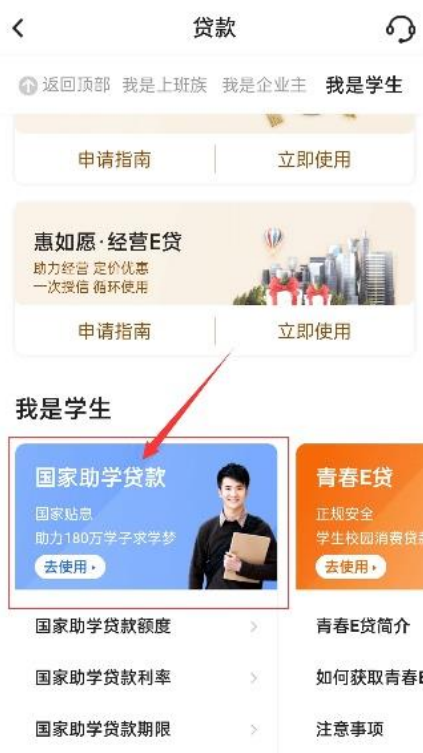 贷款
返回顶部 我是上班族 我是企业主 我是学生
申请指南 立即使用
惠如愿·经营E贷
助力经营 定价优惠
一次授信 循环使用
申请指南 立即使用
我是学生
国家助学贷款
国家贴息
助力180万学子求学梦
去使用
国家助学贷款额度
国家助学贷款利率
国家助学贷款期限
青春E贷
正规安全
学生校园消费贷
去使用
青春E贷简介
如何获取青春E
注意事项